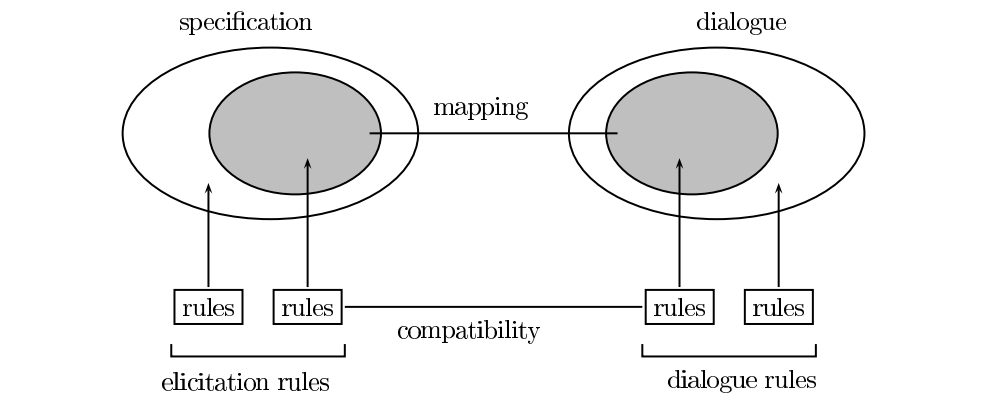 specification
dialogue
mapping
rules
rules
rules
rules
compatibility
elicitation rules
dialogue rules